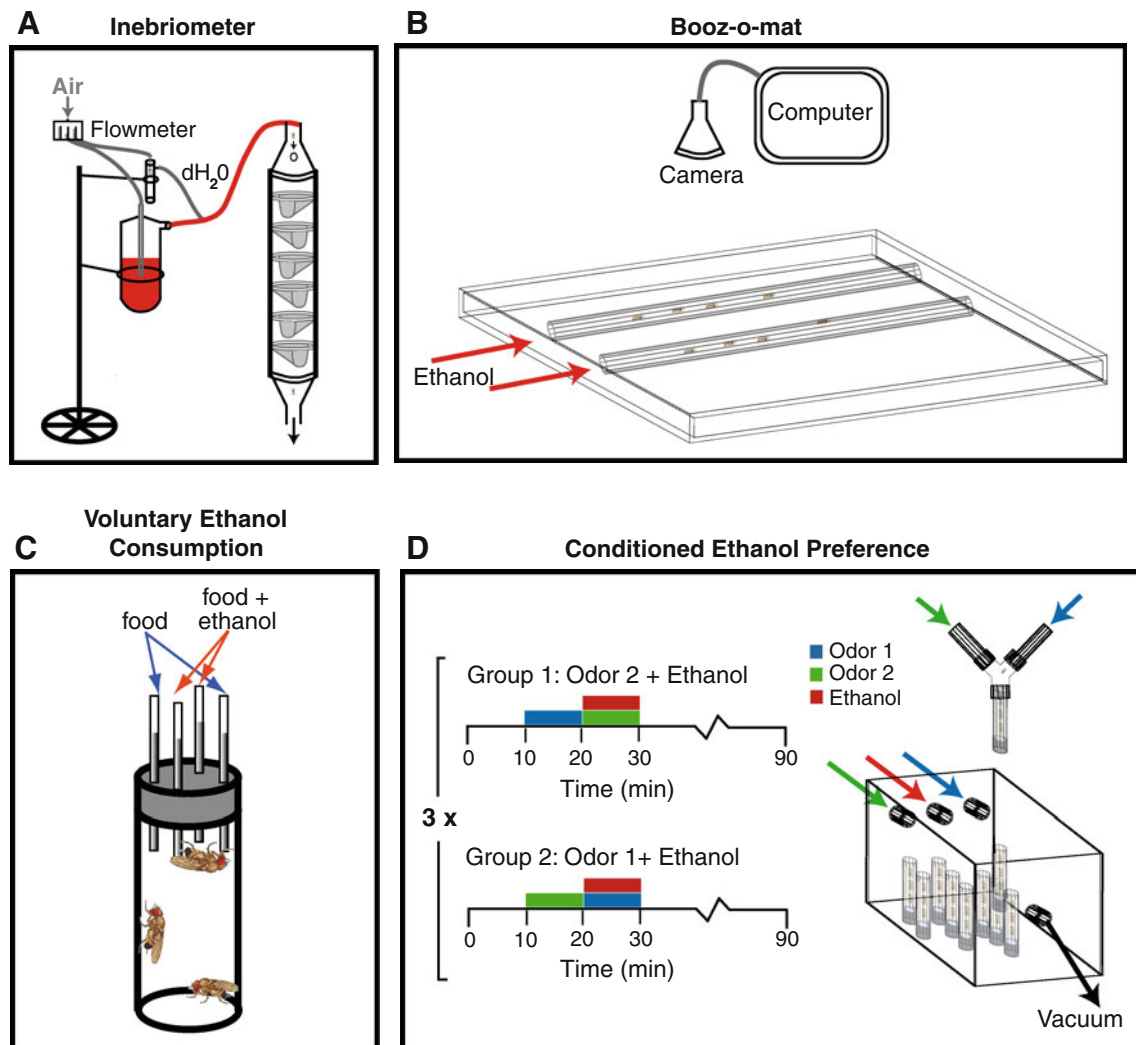 A
Inebriometer
Air
Flowmeter
dH20
B
Booz-o-mat
Computer
Camera
Ethanol
C
Voluntary Ethanol
Consumption
food
food +
ethanol
D
Conditioned Ethanol Preference
Group 1: Odor 2 + Ethanol
0 10 20 30 90
Time (min)
3 x
Group 2: Odor 1+ Ethanol
0 10 20 30 90
Time (min)
Odor 1
Odor 2
Ethanol
Vacuum